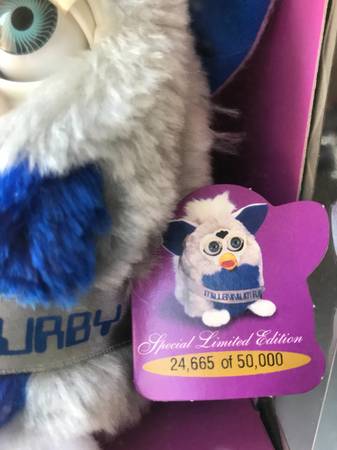 URBY
Special Limited Edition
24,665 of 50,000